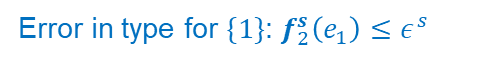 Error in type for {1}: 𝒇₂ˢ(e₁) ≤ ϵˢ